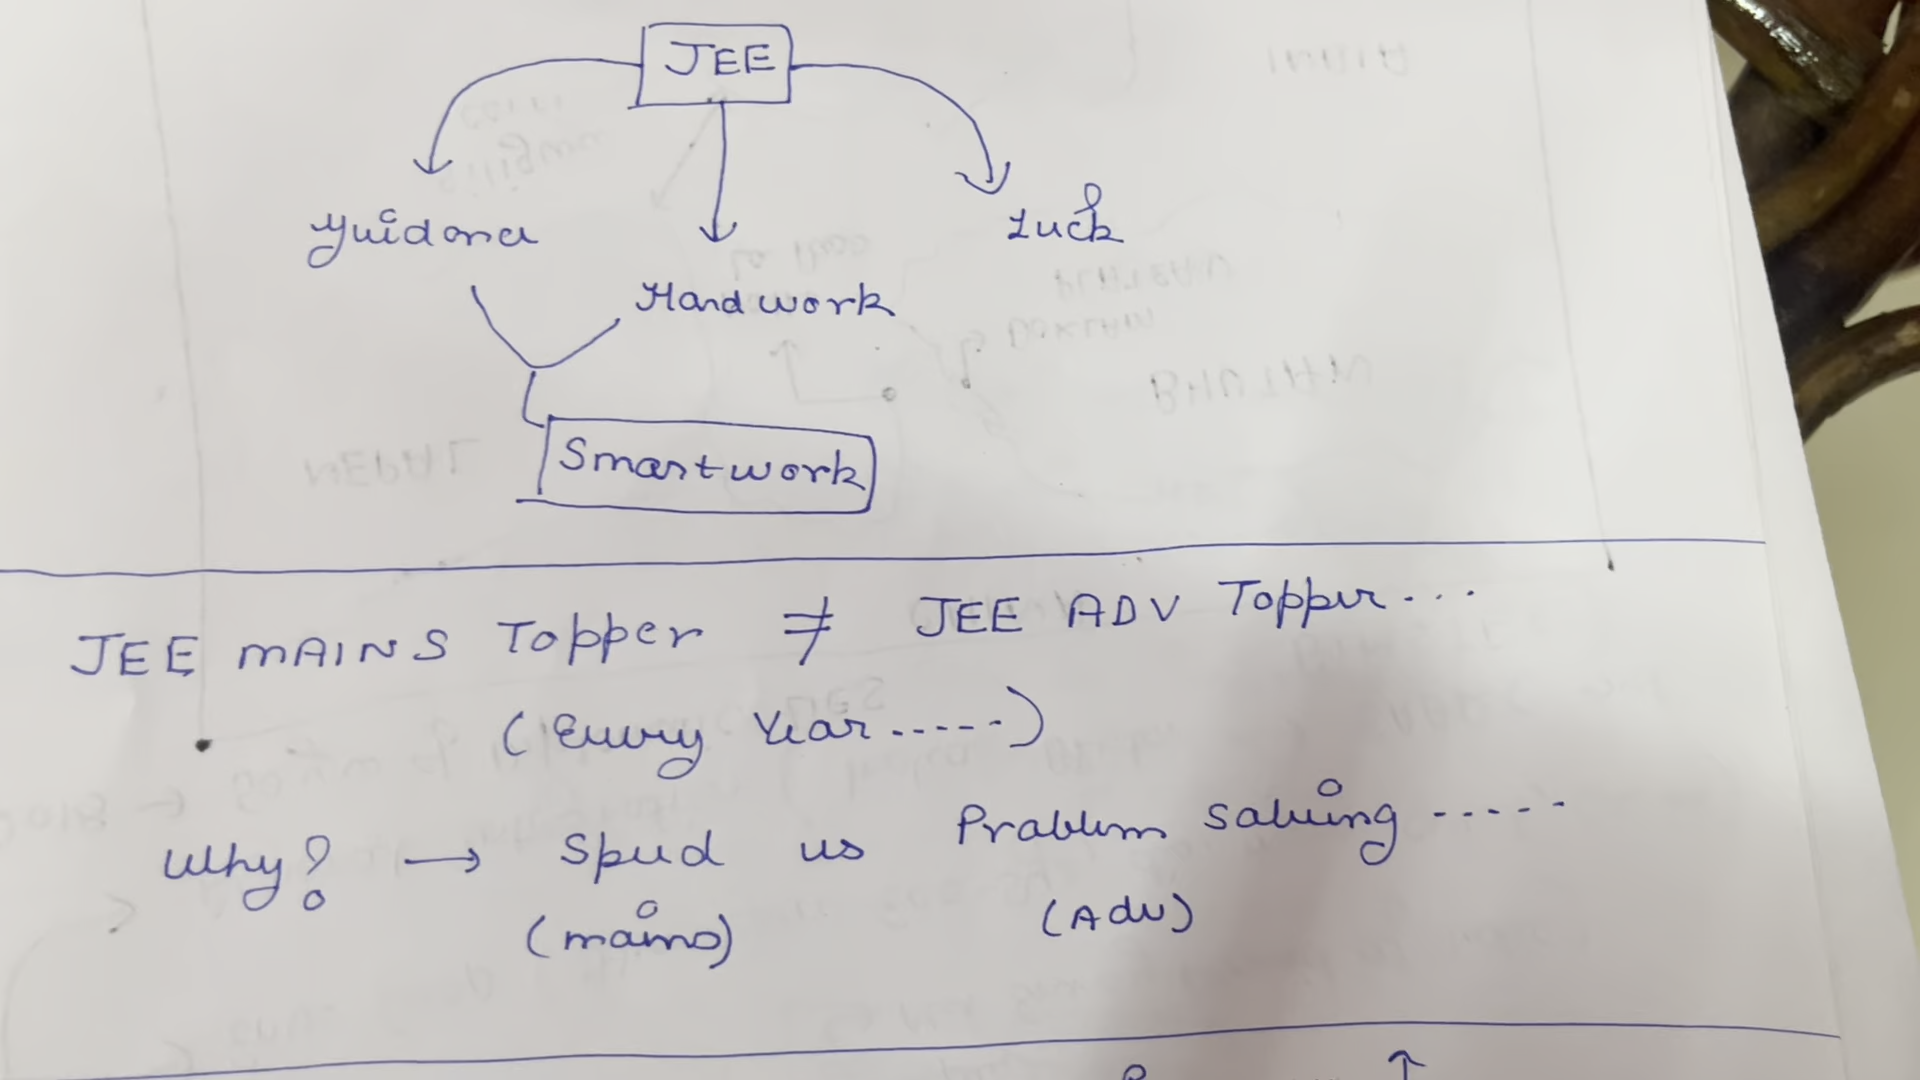 JEE
Guidance
Luck
Hardwork
Smartwork
JEE MAINS Topper ≠ JEE ADV Topper...
(Every Year.....)
Why? → Speed vs Problem solving.....
(mains) (Adv)